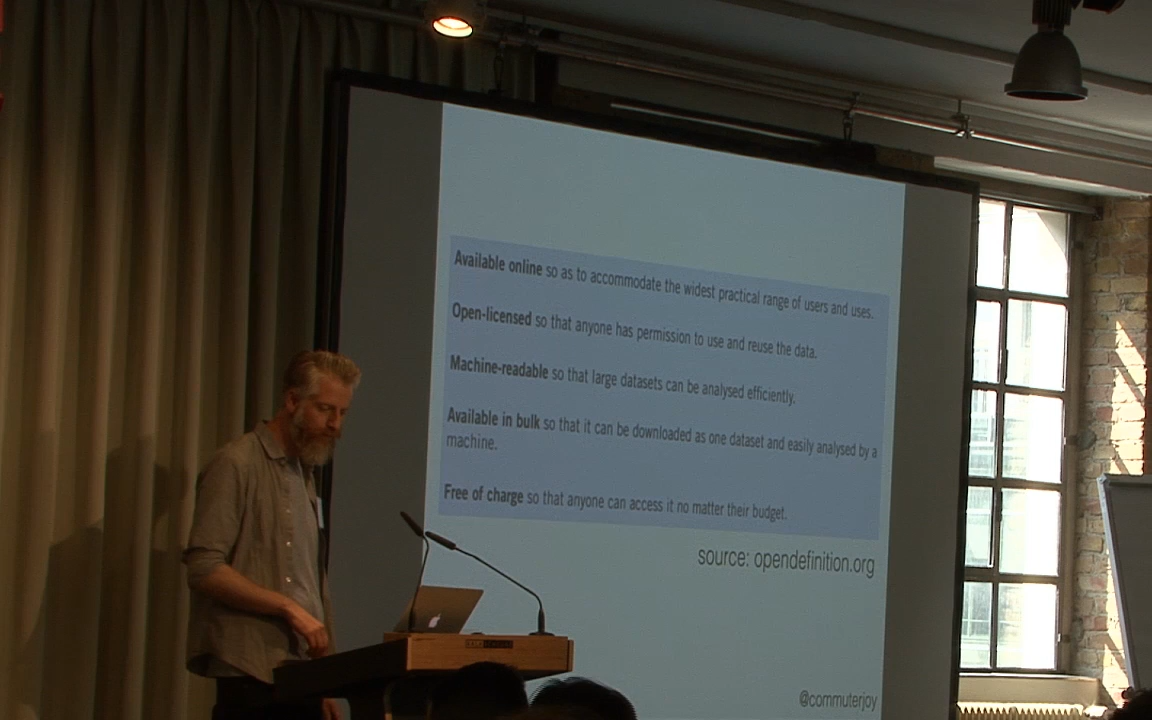 Available online so as to accommodate the widest practical range of users and uses.
Open-licensed so that anyone has permission to use and reuse the data.
Machine-readable so that large datasets can be analysed efficiently.
Available in bulk so that it can be downloaded as one dataset and easily analysed by a
machine.
Free of charge so that anyone can access it no matter their budget.
source: opendefinition.org
@commuterjoy